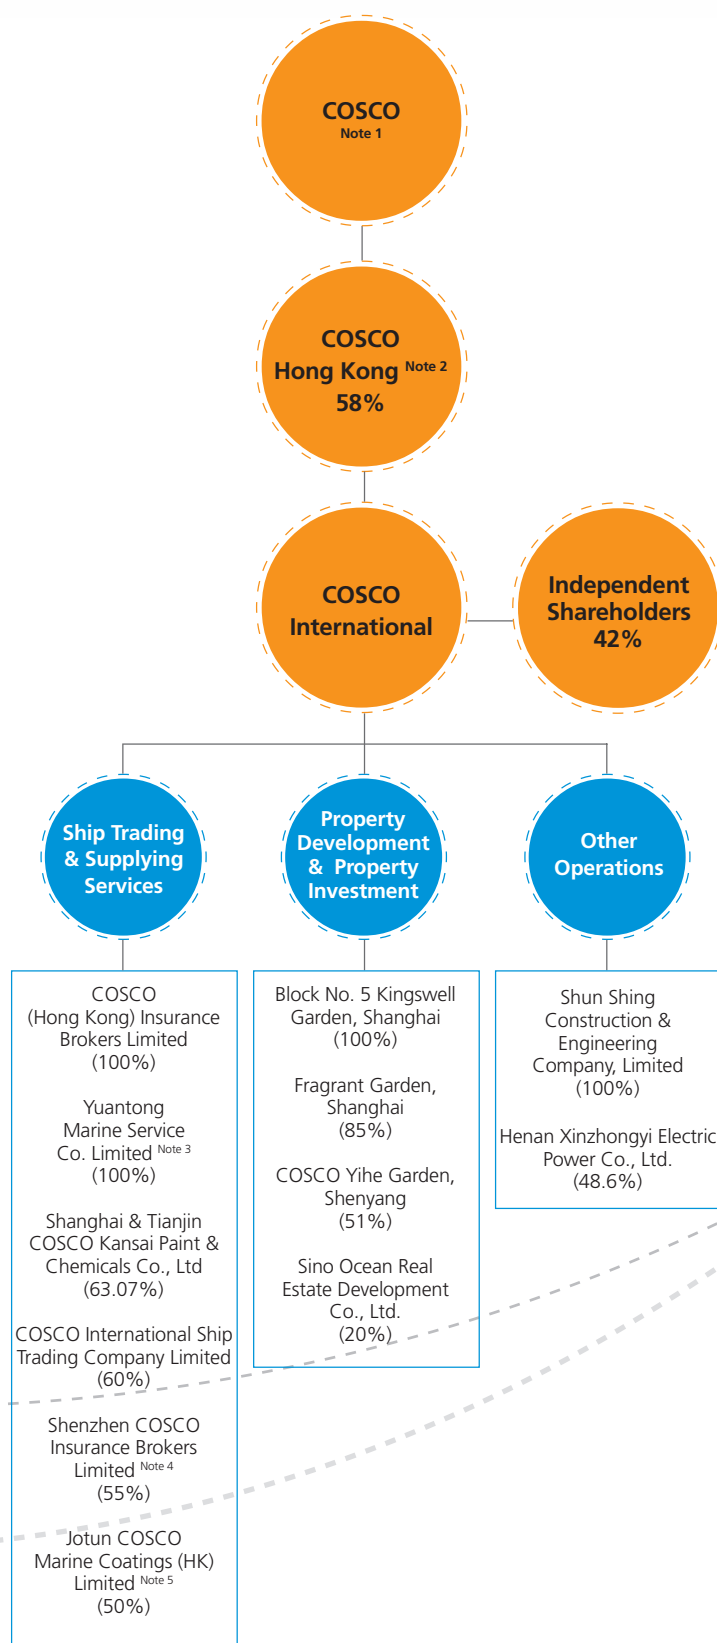 COSCO
Note 1
COSCO
Hong Kong Note 2
58%
COSCO
International
Independent
Shareholders
42%
Ship Trading
& Supplying
Services
Property
Development
& Property
Investment
Other
Operations
COSCO
(Hong Kong) Insurance
Brokers Limited
(100%)
Yuantong
Marine Service
Co. Limited Note 3
(100%)
Shanghai & Tianjin
COSCO Kansai Paint &
Chemicals Co., Ltd
(63.07%)
COSCO International Ship
Trading Company Limited
(60%)
Shenzhen COSCO
Insurance Brokers
Limited Note 4
(55%)
Jotun COSCO
Marine Coatings (HK)
Limited Note 5
(50%)
Block No. 5 Kingswell
Garden, Shanghai
(100%)
Fragrant Garden,
Shanghai
(85%)
COSCO Yihe Garden,
Shenyang
(51%)
Sino Ocean Real
Estate Development
Co., Ltd.
(20%)
Shun Shing
Construction &
Engineering
Company, Limited
(100%)
Henan Xinzhongyi Electric
Power Co., Ltd.
(48.6%)